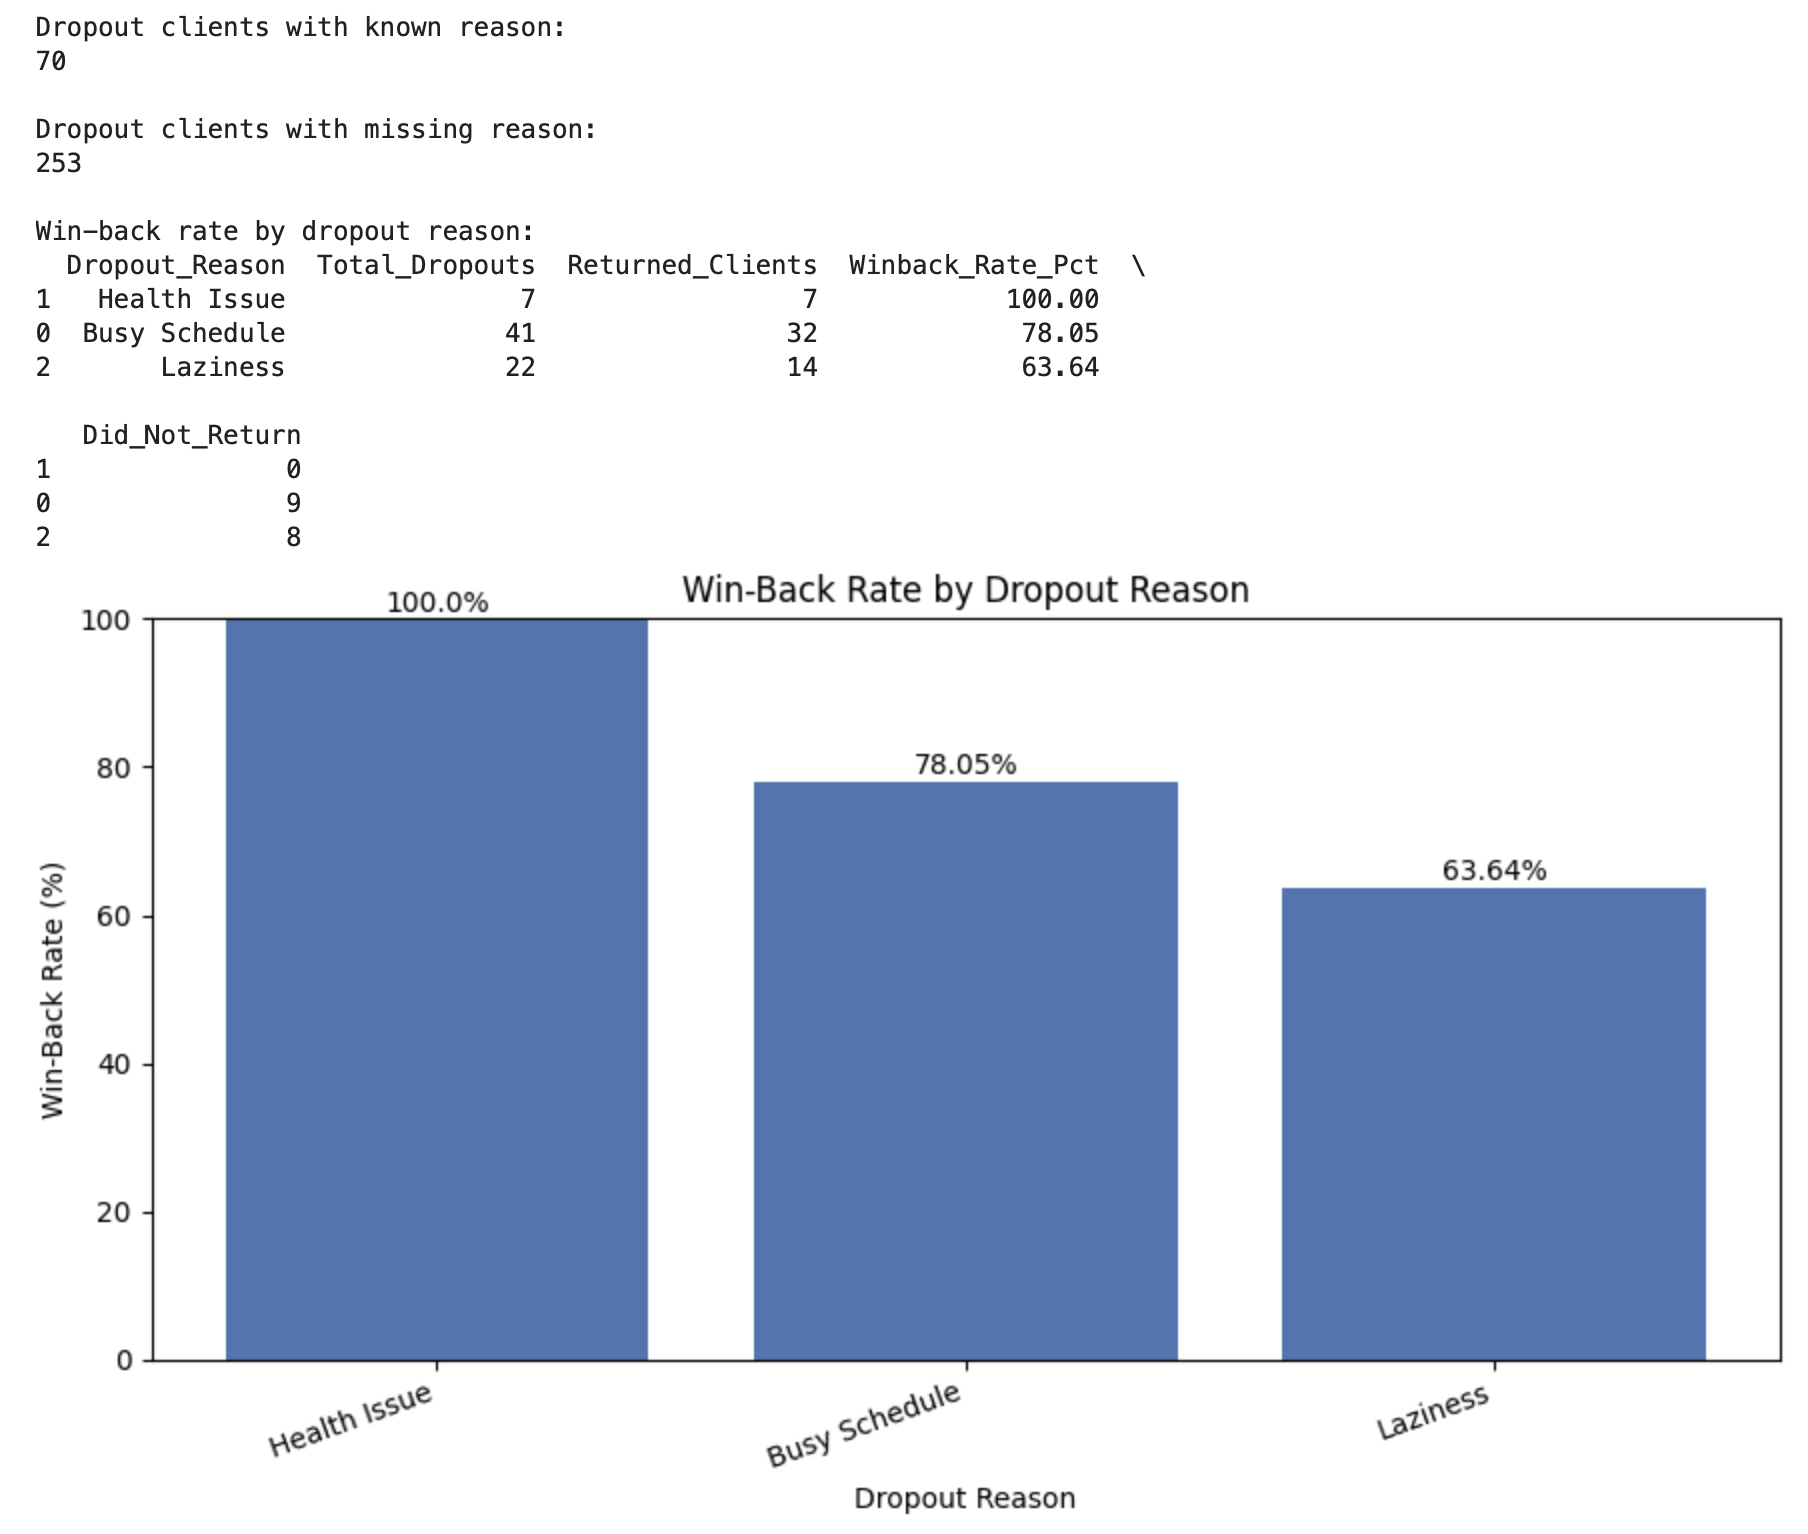 Dropout clients with known reason:
70
Dropout clients with missing reason:
253
Win-back rate by dropout reason:
Dropout_Reason Total_Dropouts Returned_Clients Winback_Rate_Pct \
1 Health Issue 7 7 100.00
0 Busy Schedule 41 32 78.05
2 Laziness 22 14 63.64
Did_Not_Return
1 0
0 9
2 8
Win-Back Rate by Dropout Reason
100.0%
78.05%
63.64%
100
80
60
40
20
0
Win-Back Rate (%)
Health Issue
Busy Schedule
Laziness
Dropout Reason